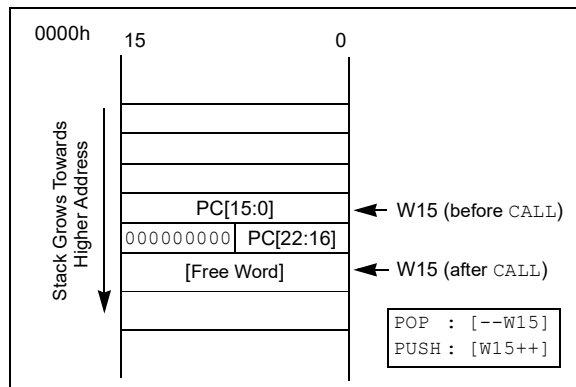 0000h
15 0
Stack Grows Towards
Higher Address
PC[15:0]
W15 (before CALL)
000000000 PC[22:16]
[Free Word]
W15 (after CALL)
POP : [--W15]
PUSH : [W15++]